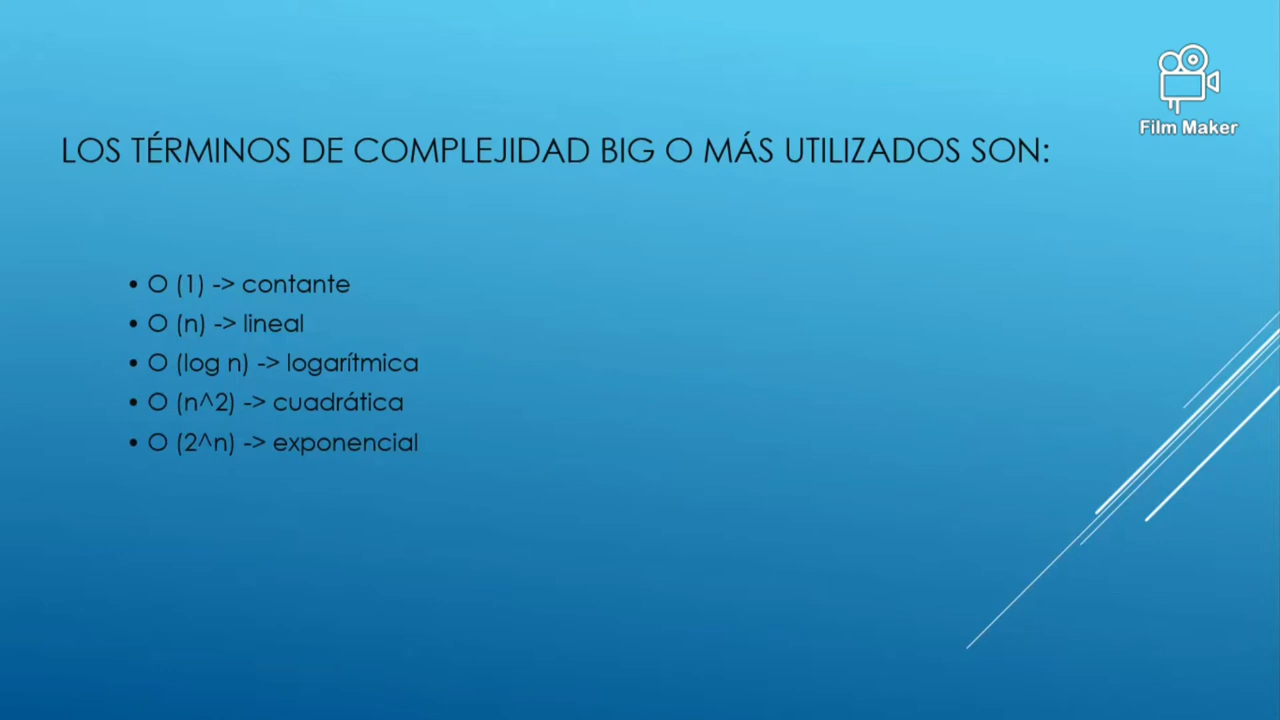 Film Maker
LOS TÉRMINOS DE COMPLEJIDAD BIG O MÁS UTILIZADOS SON:
• O (1) -> contante
• O (n) -> lineal
• O (log n) -> logarítmica
• O (n^2) -> cuadrática
• O (2^n) -> exponencial